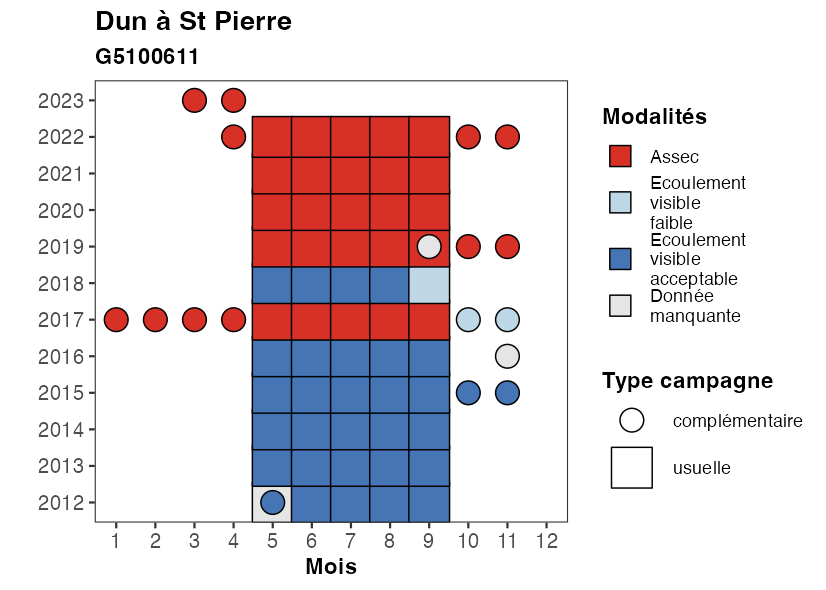 Dun à St Pierre
G5100611
2023
2022
2021
2020
2019
2018
2017
2016
2015
2014
2013
2012
1 2 3 4 5 6 7 8 9 10 11 12
Mois
Modalités
Assec
Ecoulement
visible
faible
Ecoulement
visible
acceptable
Donnée
manquante
Type campagne
complémentaire
usuelle